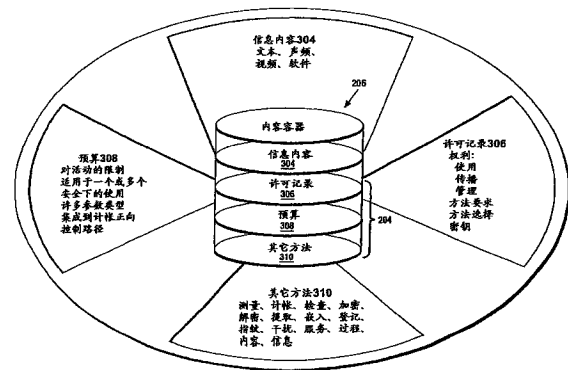 信息内容304
文本、声频、
视频、软件
206
预算308
对活动的限制
适用于一个或多个
安全下的使用
许多参数类型
集成到计帐正向
控制路径
内容容器
信息内容
304
许可记录
306
预算
308
其它方法
310
204
许可记录306
权利:
使用
传播
管理
方法要求
方法选择
密钥
其它方法310
测量、计帐、检查、加密、
解密、提取、嵌入、登记、
指纹、干扰、服务、过程、
内容、信息